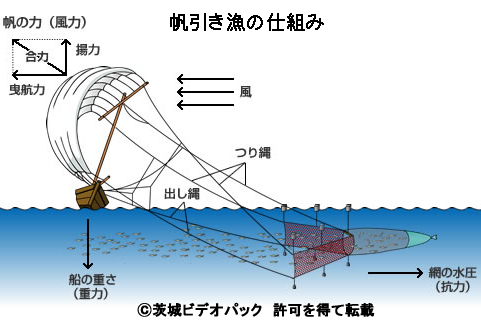 帆引き漁の仕組み
帆の力（風力）
合力
揚力
曳航力
風
つり縄
出し縄
船の重さ
（重力）
網の水圧
（抗力）
©茨城ビデオパック　許可を得て転載